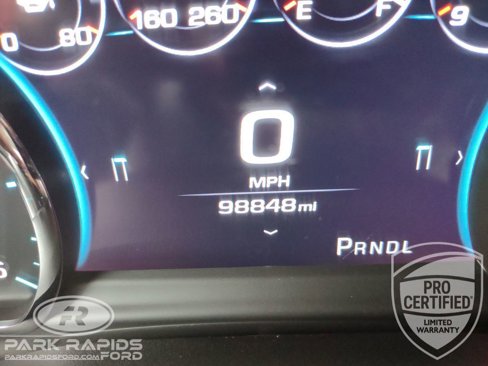 0 80
160 260
E F
9
0
MPH
98848 mi
PRNDL
PRO
CERTIFIED
LIMITED
WARRANTY
PR
PARK RAPIDS
PARKRAPIDSFORD.COM FORD